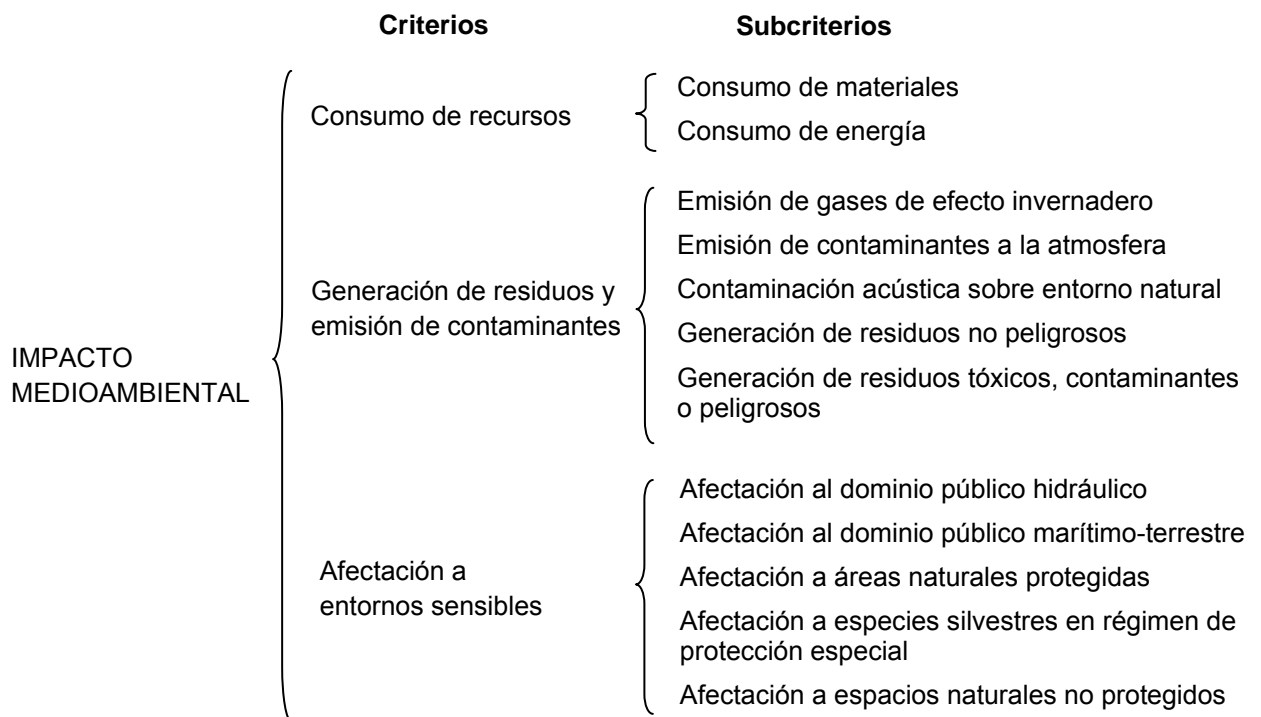 Criterios
Subcriterios
IMPACTO
MEDIOAMBIENTAL
Consumo de recursos
Consumo de materiales
Consumo de energía
Generación de residuos y
emisión de contaminantes
Emisión de gases de efecto invernadero
Emisión de contaminantes a la atmosfera
Contaminación acústica sobre entorno natural
Generación de residuos no peligrosos
Generación de residuos tóxicos, contaminantes
o peligrosos
Afectación a
entornos sensibles
Afectación al dominio público hidráulico
Afectación al dominio público marítimo-terrestre
Afectación a áreas naturales protegidas
Afectación a especies silvestres en régimen de
protección especial
Afectación a espacios naturales no protegidos